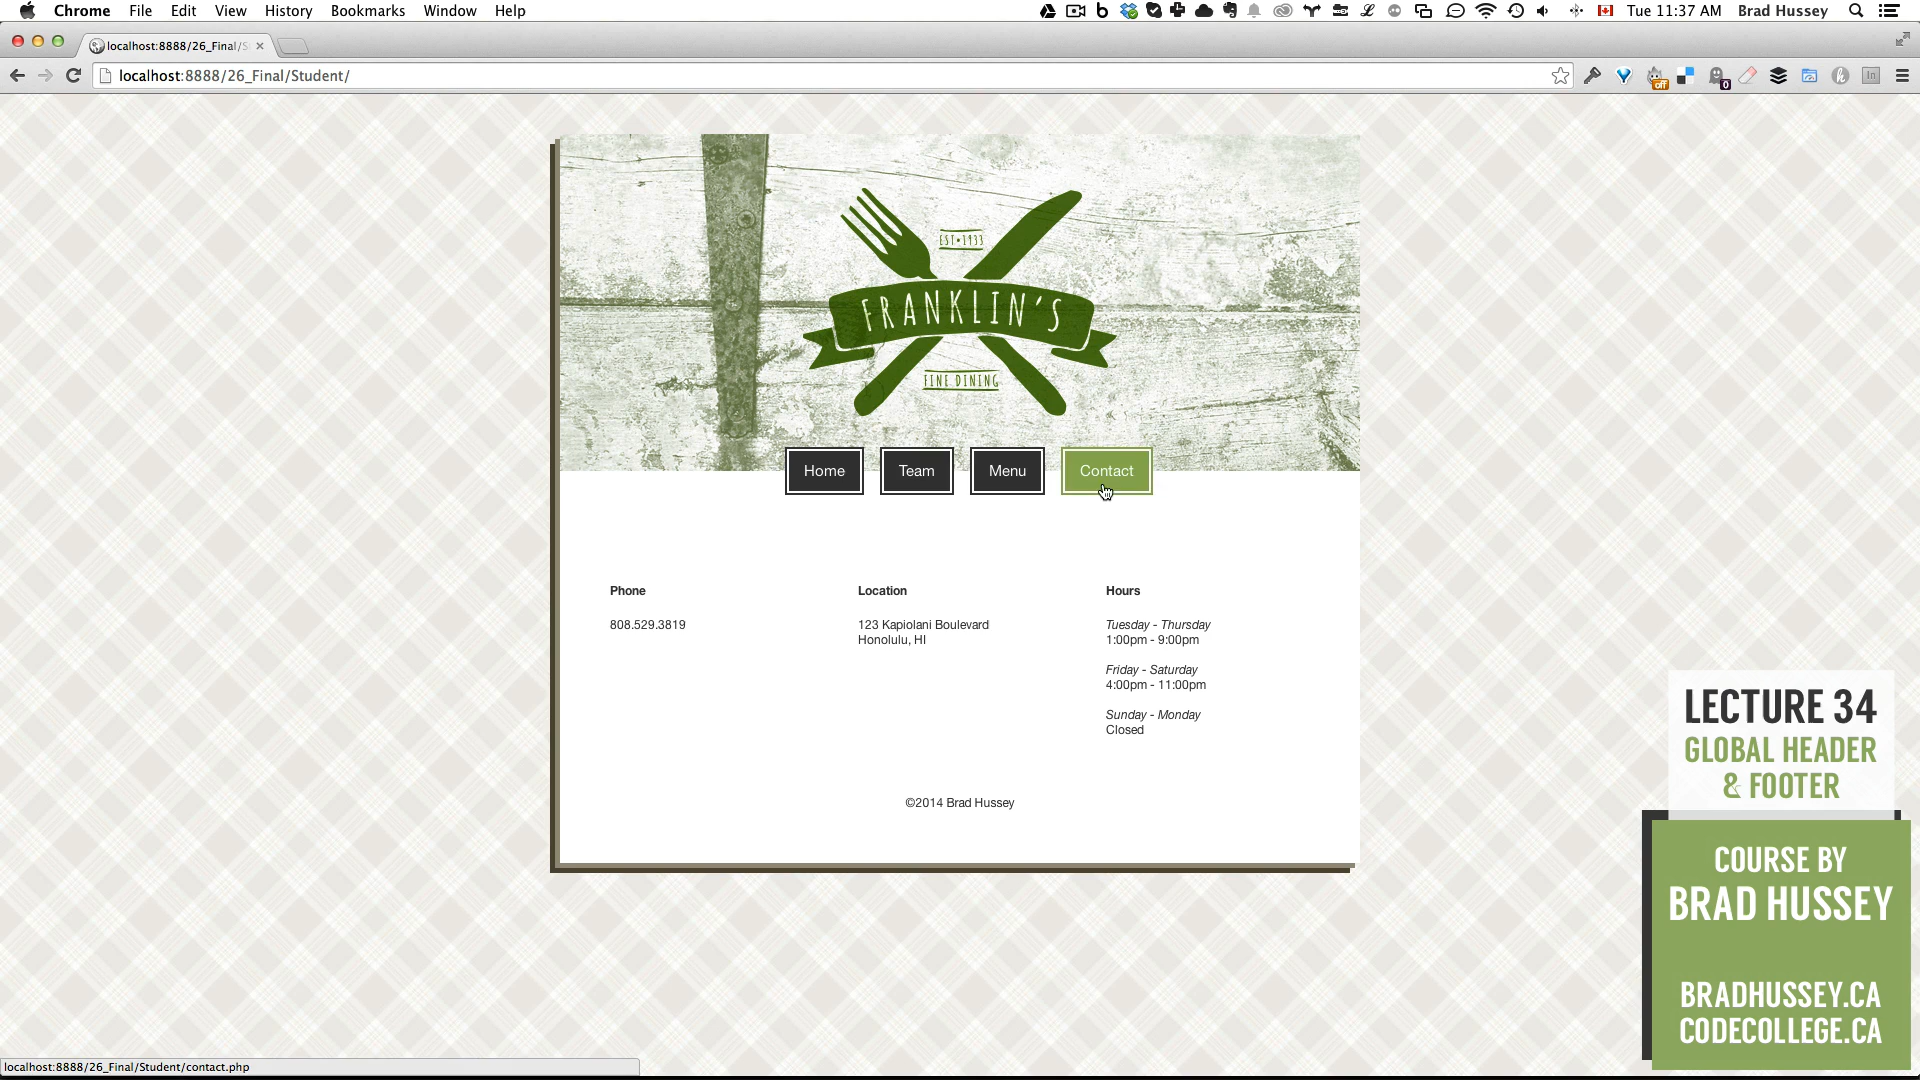 Chrome File Edit View History Bookmarks Window Help
Tue 11:37 AM Brad Hussey
localhost:8888/26_Final/S
localhost:8888/26_Final/Student/
off
0
In
EST•1933
FRANKLIN'S
FINE DINING
Home Team Menu Contact
Phone
808.529.3819
Location
123 Kapiolani Boulevard
Honolulu, HI
Hours
Tuesday - Thursday
1:00pm - 9:00pm
Friday - Saturday
4:00pm - 11:00pm
Sunday - Monday
Closed
©2014 Brad Hussey
LECTURE 34
GLOBAL HEADER
& FOOTER
COURSE BY
BRAD HUSSEY
BRADHUSSEY.CA
CODECOLLEGE.CA
localhost:8888/26_Final/Student/contact.php